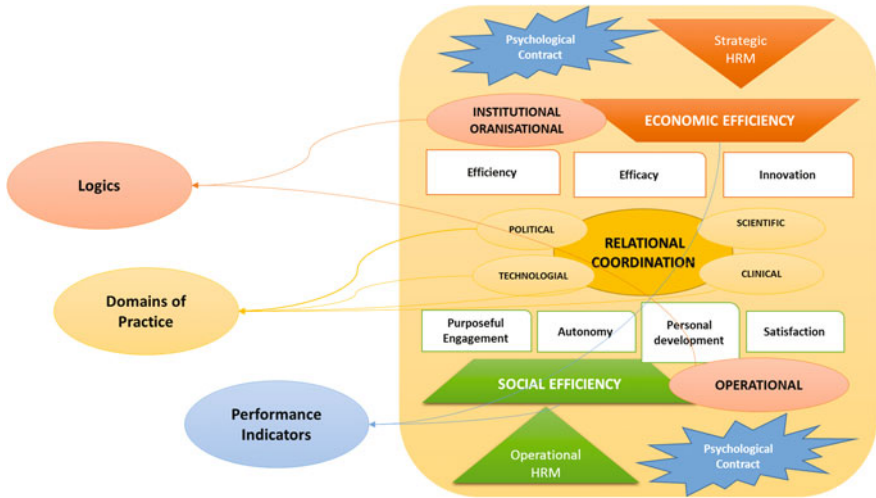 Psychological
Contract
Strategic
HRM
INSTITUTIONAL
ORANISATIONAL
ECONOMIC EFFICIENCY
Efficiency
Efficacy
Innovation
Logics
POLITICAL
SCIENTIFIC
RELATIONAL
COORDINATION
TECHNOLOGIAL
CLINICAL
Domains of
Practice
Purposeful
Engagement
Autonomy
Personal
development
Satisfaction
SOCIAL EFFICIENCY
OPERATIONAL
Performance
Indicators
Operational
HRM
Psychological
Contract